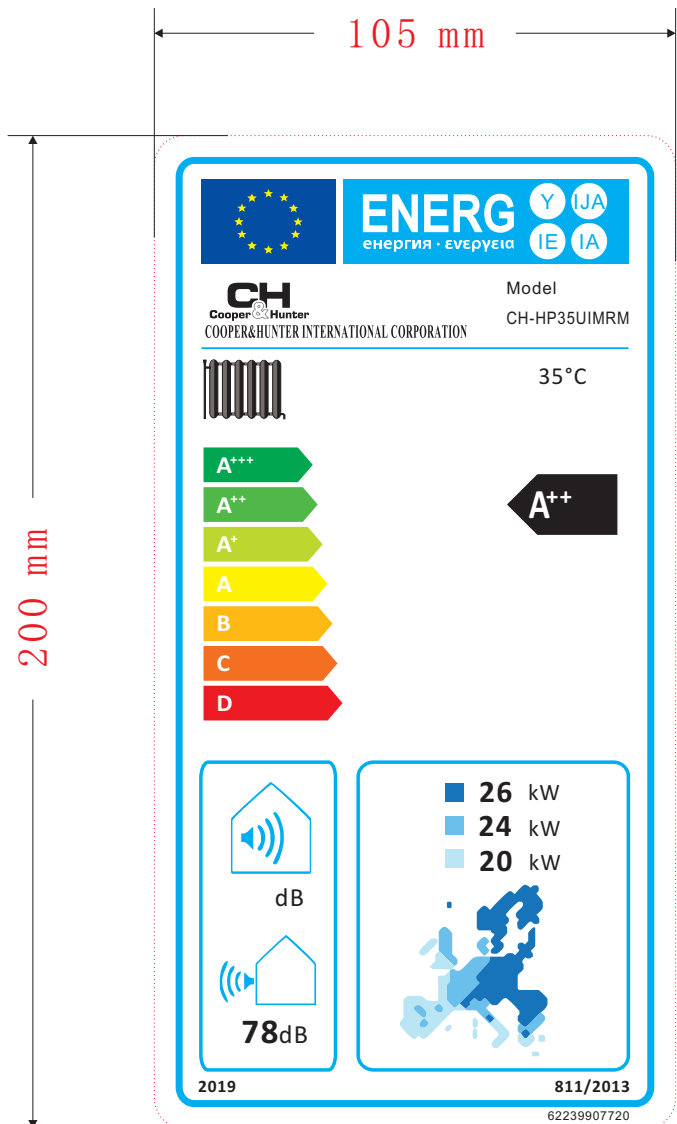 105 mm
200 mm
ENERG
енергия · ενεργεια
Y
IJA
IE
IA
CH
Cooper&Hunter
COOPER&HUNTER INTERNATIONAL CORPORATION
Model
CH-HP35UIMRM
35°C
A+++
A++
A+
A
B
C
D
A++
dB
78dB
26 kW
24 kW
20 kW
2019
811/2013
62239907720